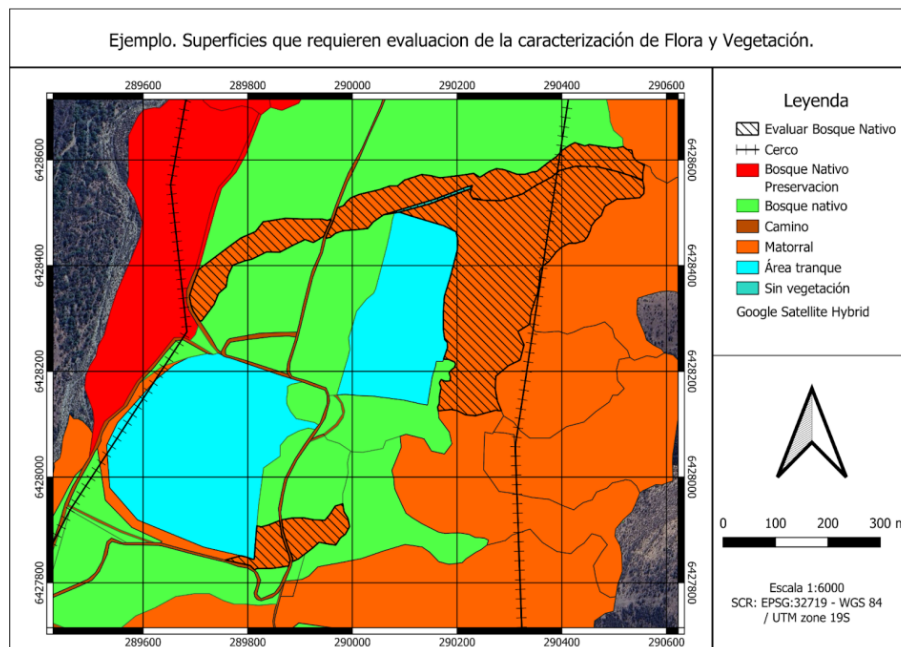 Ejemplo. Superficies que requieren evaluacion de la caracterización de Flora y Vegetación.
289600 289800 290000 290200 290400 290600
6428600 6428600
6428400 6428400
6428200 6428200
6428000 6428000
6427800 6427800
289600 289800 290000 290200 290400 290600
Leyenda
Evaluar Bosque Nativo
Cerco
Bosque Nativo
Preservacion
Bosque nativo
Camino
Matorral
Área tranque
Sin vegetación
Google Satellite Hybrid
0 100 200 300 m
Escala 1:6000
SCR: EPSG:32719 - WGS 84
/ UTM zone 19S